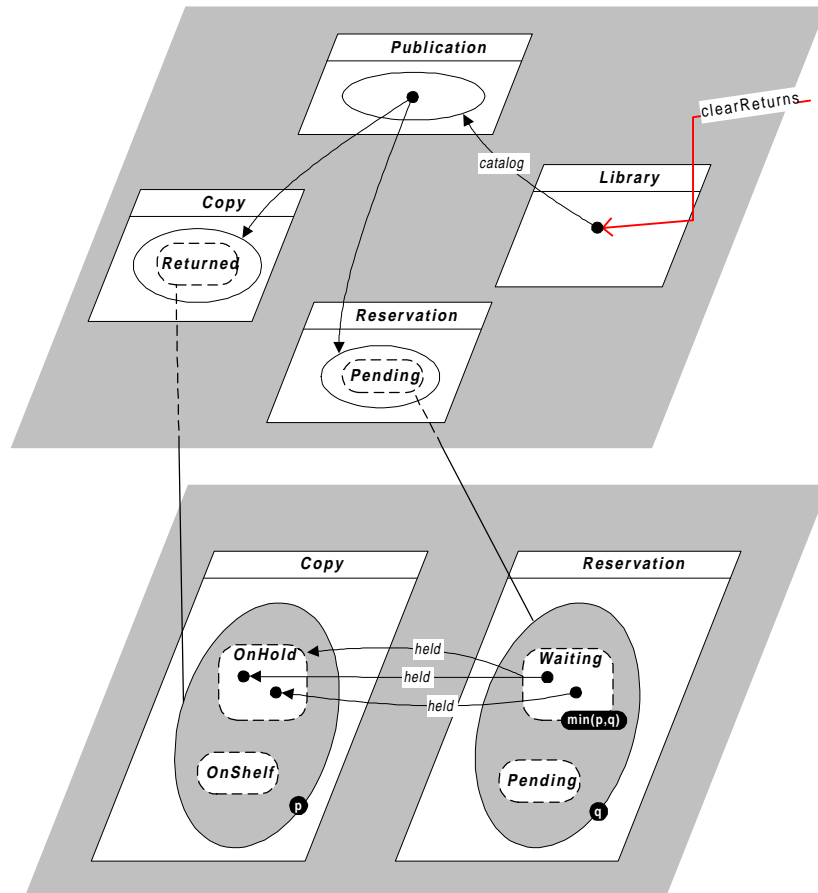 Publication
clearReturns
catalog
Library
Copy
Returned
Reservation
Pending
Copy
Reservation
OnHold
held
Waiting
held
held
min(p,q)
OnShelf
Pending
p
q